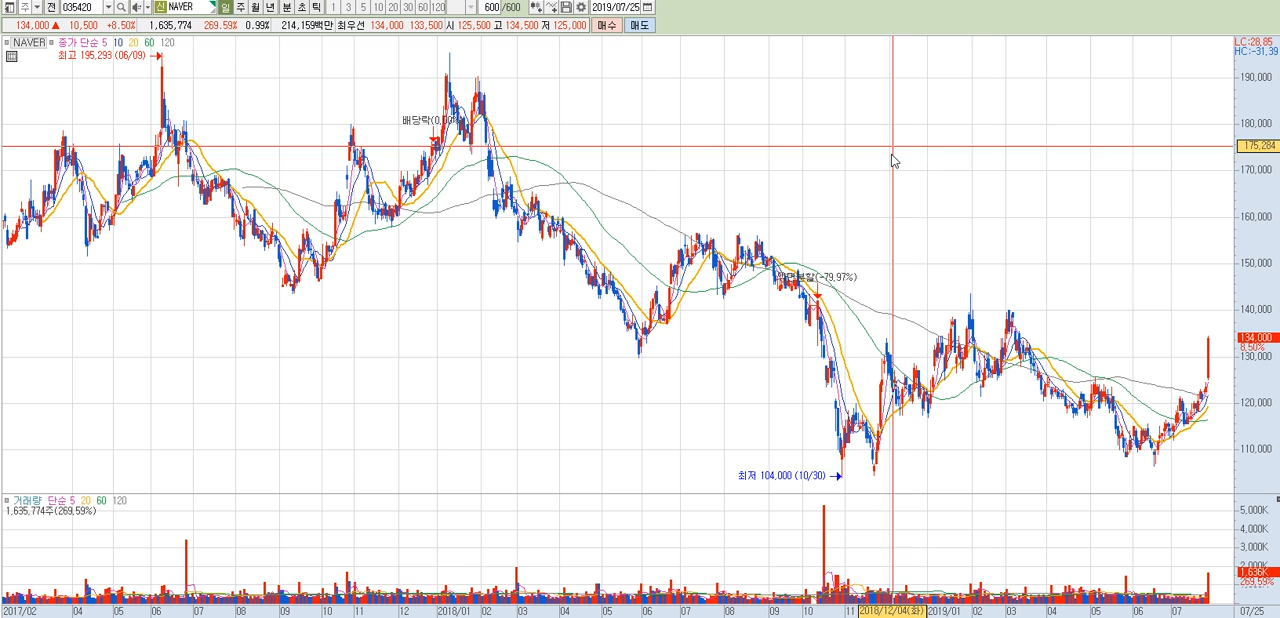 주 전 035420 신 NAVER 일 주 월 년 분 초 틱 1 3 5 10 20 30 60 120 600 /600 2019/07/25
134,000 ▲ 10,500 +8.50% 1,635,774 269.59% 0.99% 214,159백만 최우선 134,000 133,500 시 125,500 고 134,500 저 125,000 매수 매도
NAVER 종가 단순 5 10 20 60 120
LC:28,85
HC:-31,39
최고 195,293 (06/09)
190,000
배당락(0,00%)
180,000
175,284
170,000
160,000
150,000
(-79,97%)
140,000
134,000
8,50%
130,000
120,000
110,000
최저 104,000 (10/30)
거래량 단순 5 20 60 120
1,635,774주(269,59%)
5,000K
4,000K
3,000K
1,636K
269,59%
2017/02 04 05 06 07 08 09 10 11 12 2018/01 02 03 04 05 06 07 08 09 10 11 2018/12/04(화) 2019/01 02 03 04 05 06 07 07/25